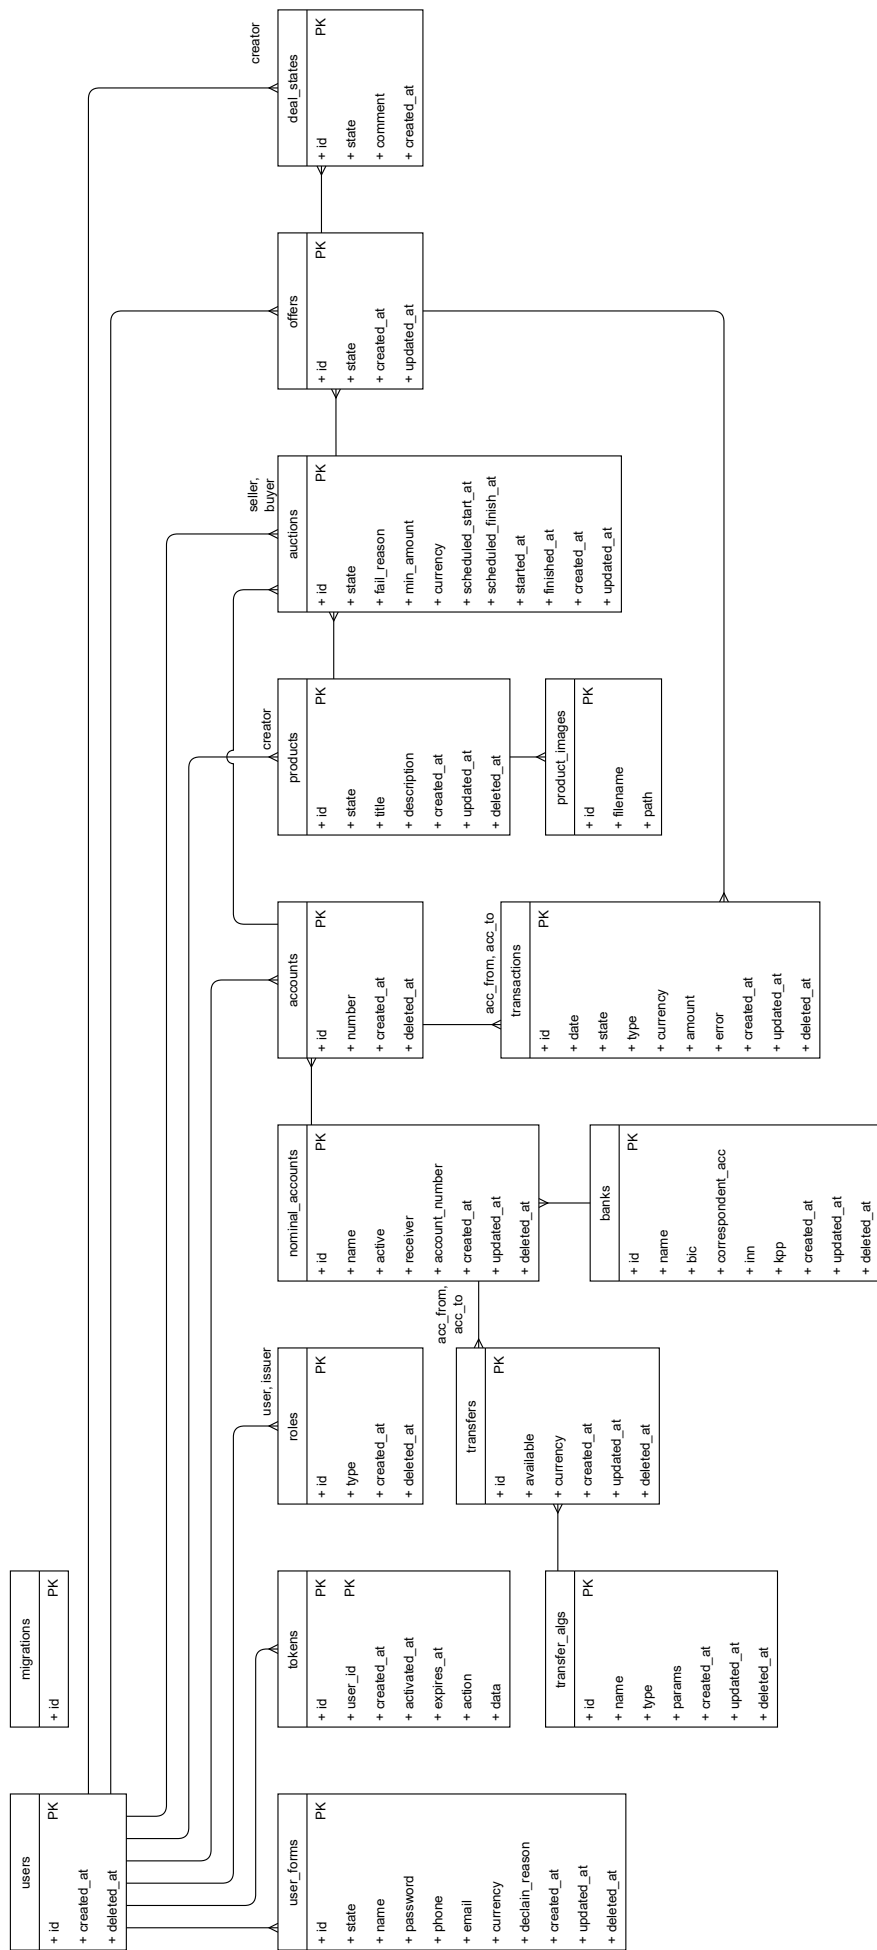 users
+ id PK
+ created_at
+ deleted_at
migrations
+ id PK
user_forms
+ id PK
+ state
+ name
+ password
+ phone
+ email
+ currency
+ declain_reason
+ created_at
+ updated_at
+ deleted_at
tokens
+ id PK
+ user_id PK
+ created_at
+ activated_at
+ expires_at
+ action
+ data
user, issuer
roles
+ id PK
+ type
+ created_at
+ deleted_at
nominal_accounts
+ id PK
+ name
+ active
+ receiver
+ account_number
+ created_at
+ updated_at
+ deleted_at
accounts
+ id PK
+ number
+ created_at
+ deleted_at
creator
products
+ id PK
+ state
+ title
+ description
+ created_at
+ updated_at
+ deleted_at
seller,
buyer
auctions
+ id PK
+ state
+ fail_reason
+ min_amount
+ currency
+ scheduled_start_at
+ scheduled_finish_at
+ started_at
+ finished_at
+ created_at
+ updated_at
offers
+ id PK
+ state
+ created_at
+ updated_at
creator
deal_states
+ id PK
+ state
+ comment
+ created_at
transfer_algs
+ id PK
+ name
+ type
+ params
+ created_at
+ updated_at
+ deleted_at
acc_from,
acc_to
transfers
+ id PK
+ available
+ currency
+ created_at
+ updated_at
+ deleted_at
banks
+ id PK
+ name
+ bic
+ correspondent_acc
+ inn
+ kpp
+ created_at
+ updated_at
+ deleted_at
acc_from, acc_to
transactions
+ id PK
+ date
+ state
+ type
+ currency
+ amount
+ error
+ created_at
+ updated_at
+ deleted_at
product_images
+ id PK
+ filename
+ path